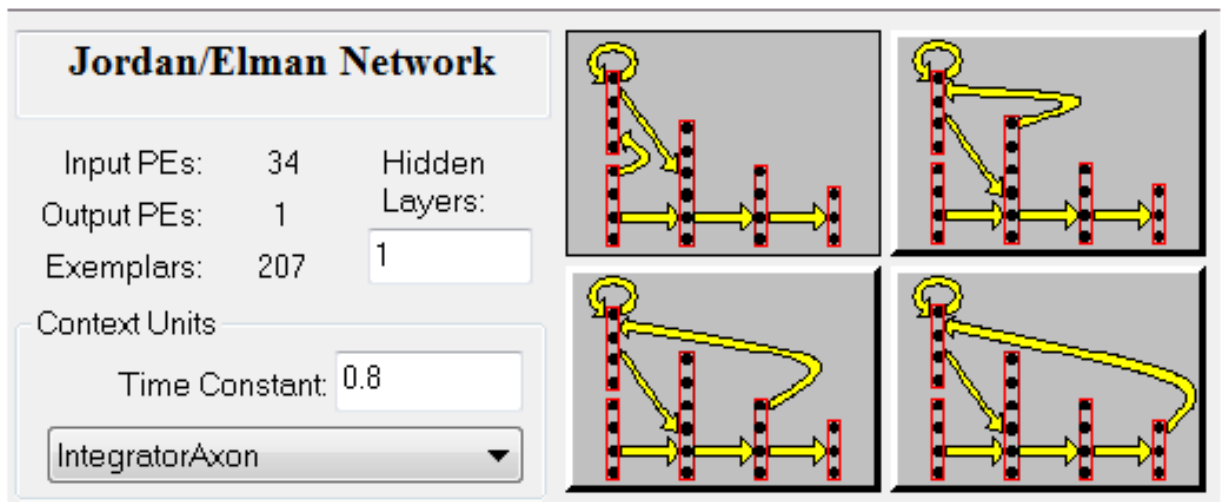 Jordan/Elman Network
Input PEs: 34
Output PEs: 1
Exemplars: 207
Hidden
Layers:
1
Context Units
Time Constant: 0.8
IntegratorAxon